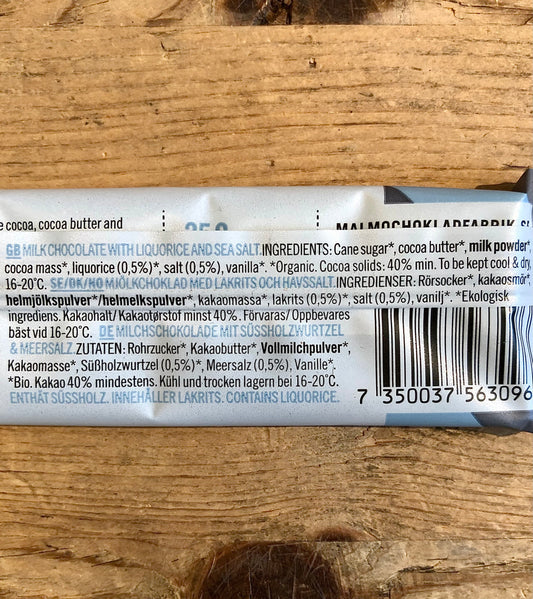 cocoa, cocoa butter and
MALMÖCHOKLADFABRIK.S
GB MILK CHOCOLATE WITH LIQUORICE AND SEA SALT. INGREDIENTS: Cane sugar*, cocoa butter*, milk powder*,
cocoa mass*, liquorice (0,5%)*, salt (0,5%), vanilla*. *Organic. Cocoa solids: 40% min. To be kept cool & dry,
16-20°C. SE/DK/NO MJÖLKCHOKLAD MED LAKRITS OCH HAVSSALT. INGREDIENSER: Rörsocker*, kakaosmör*,
helmjölkspulver*/helmelkspulver*, kakaomassa*, lakrits (0,5%)*, salt (0,5%), vanilj*. *Ekologisk
ingrediens. Kakaohalt/ Kakaotørstof minst 40%. Förvaras/ Oppbevares
bäst vid 16-20°C. DE MILCHSCHOKOLADE MIT SÜSSHOLZWURTZEL
& MEERSALZ. ZUTATEN: Rohrzucker*, Kakaobutter*, Vollmilchpulver*,
Kakaomasse*, Süßholzwurtzel (0,5%)*, Meersalz (0,5%), Vanille*.
*Bio. Kakao 40% mindestens. Kühl und trocken lagern bei 16-20°C.
ENTHÄT SÜSSHOLZ. INNEHÅLLER LAKRITS. CONTAINS LIQUORICE.
7 350037 563096